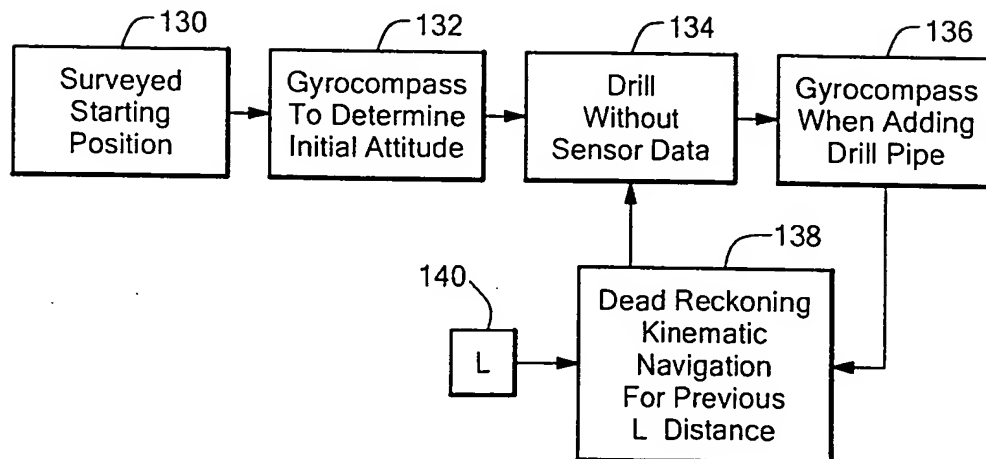 130
Surveyed
Starting
Position
132
Gyrocompass
To Determine
Initial Attitude
134
Drill
Without
Sensor Data
136
Gyrocompass
When Adding
Drill Pipe
138
Dead Reckoning
Kinematic
Navigation
For Previous
L Distance
140
L